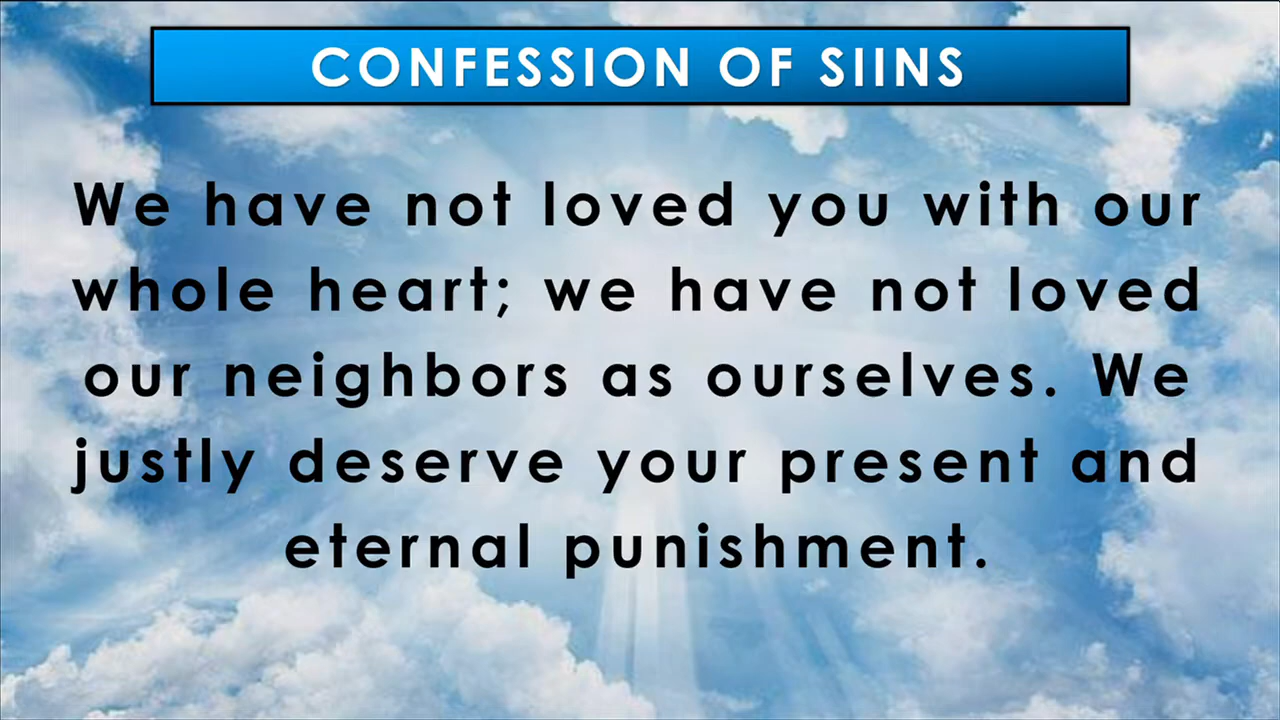 CONFESSION OF SIINS
We have not loved you with our
whole heart; we have not loved
our neighbors as ourselves. We
justly deserve your present and
eternal punishment.